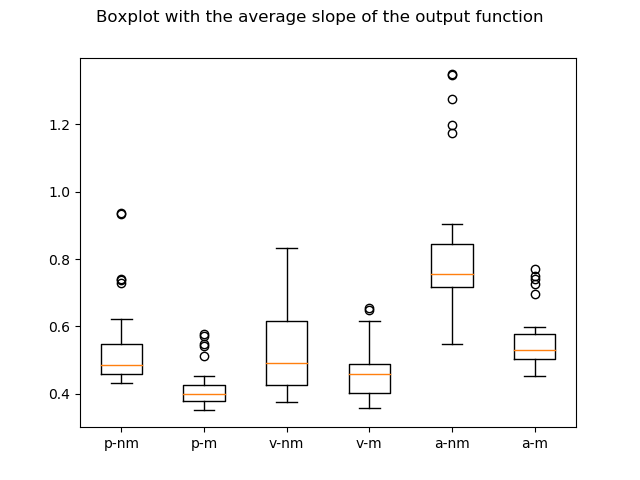 Boxplot with the average slope of the output function
1.2
1.0
0.8
0.6
0.4
p-nm p-m v-nm v-m a-nm a-m